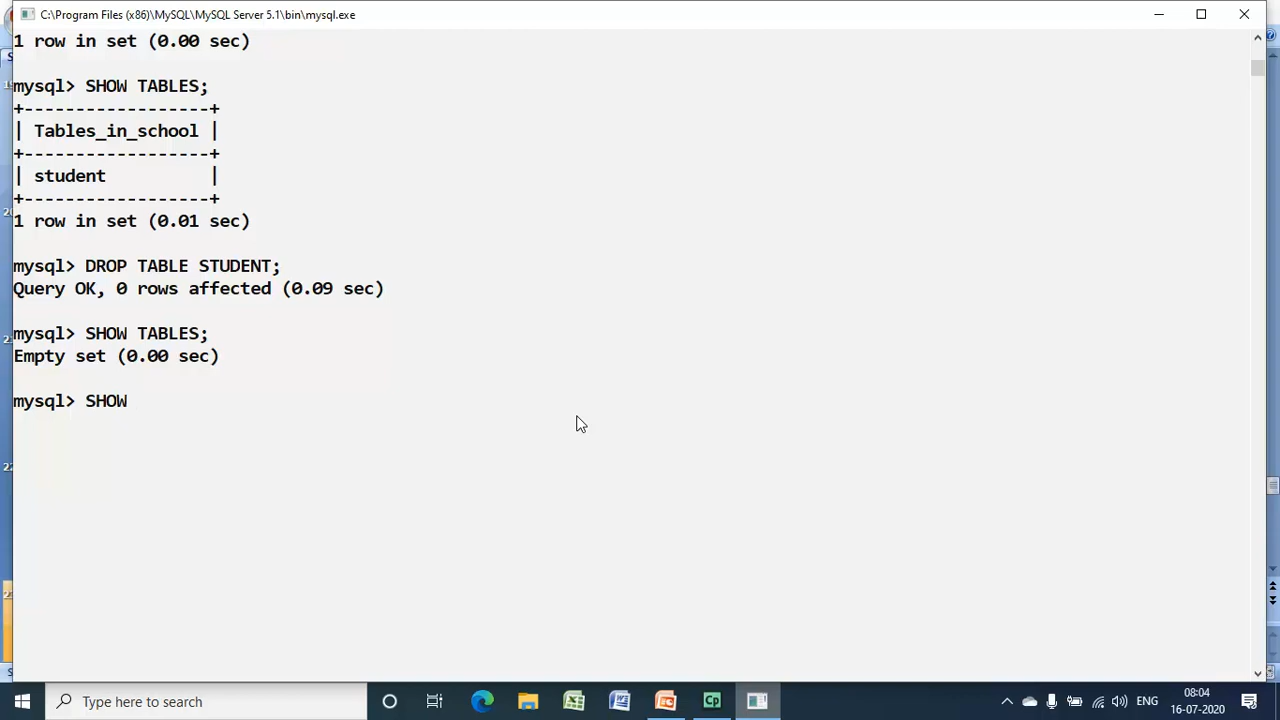 C:\Program Files (x86)\MySQL\MySQL Server 5.1\bin\mysql.exe
1 row in set (0.00 sec)
mysql> SHOW TABLES;
+------------------+
| Tables_in_school |
+------------------+
| student          |
+------------------+
1 row in set (0.01 sec)
mysql> DROP TABLE STUDENT;
Query OK, 0 rows affected (0.09 sec)
mysql> SHOW TABLES;
Empty set (0.00 sec)
mysql> SHOW
Type here to search
ENG
08:04
16-07-2020